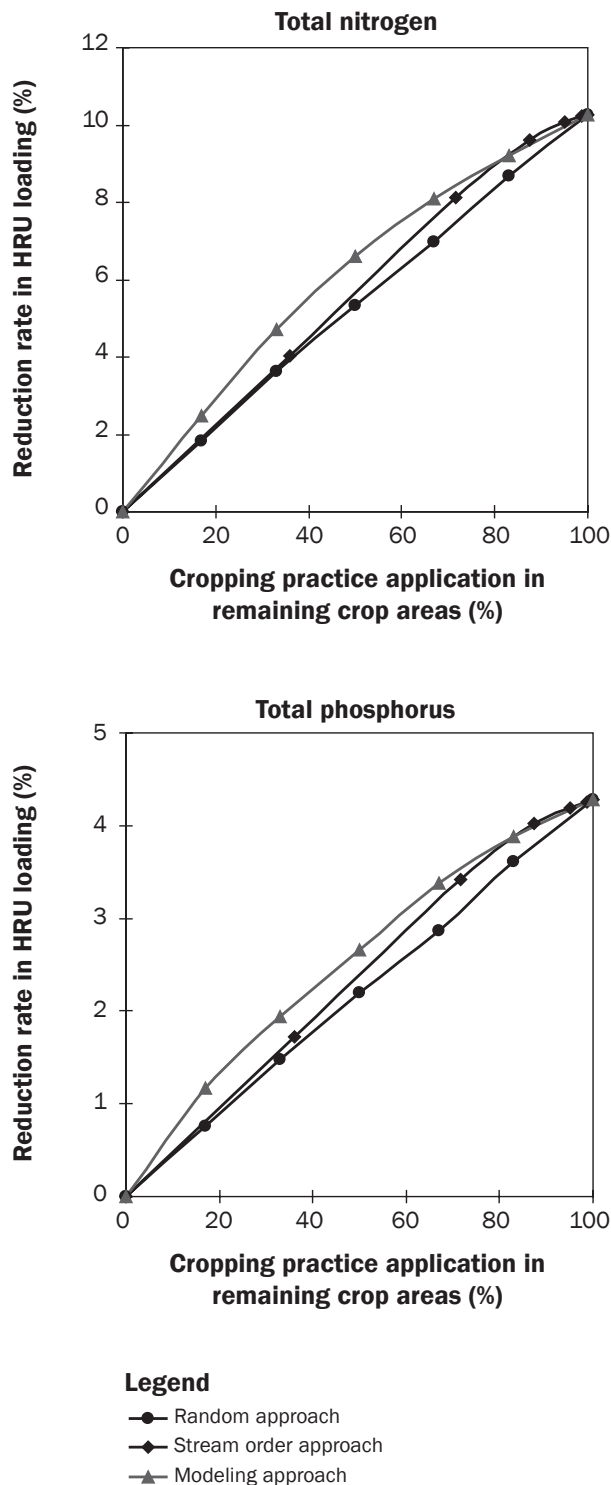 Total nitrogen
Reduction rate in HRU loading (%)
12
10
8
6
4
2
0
0 20 40 60 80 100
Cropping practice application in
remaining crop areas (%)
Total phosphorus
Reduction rate in HRU loading (%)
5
4
3
2
1
0
0 20 40 60 80 100
Cropping practice application in
remaining crop areas (%)
Legend
Random approach
Stream order approach
Modeling approach